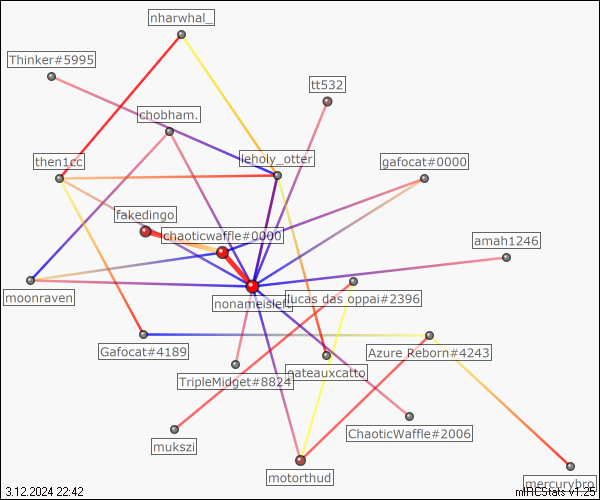 nharwhal_
Thinker#5995
tt532
chobham.
then1cc
leholy_otter
gafocat#0000
fakedingo
chaoticwaffle#0000
amah1246
moonraven
nonameisleft
lucas das oppai#2396
Gafocat#4189
Azure Reborn#4243
TripleMidget#8824
gateauxcatto
ChaoticWaffle#2006
mukszi
motorthud
mercurybro
3.12.2024 22:42
mIRCStats v1.25